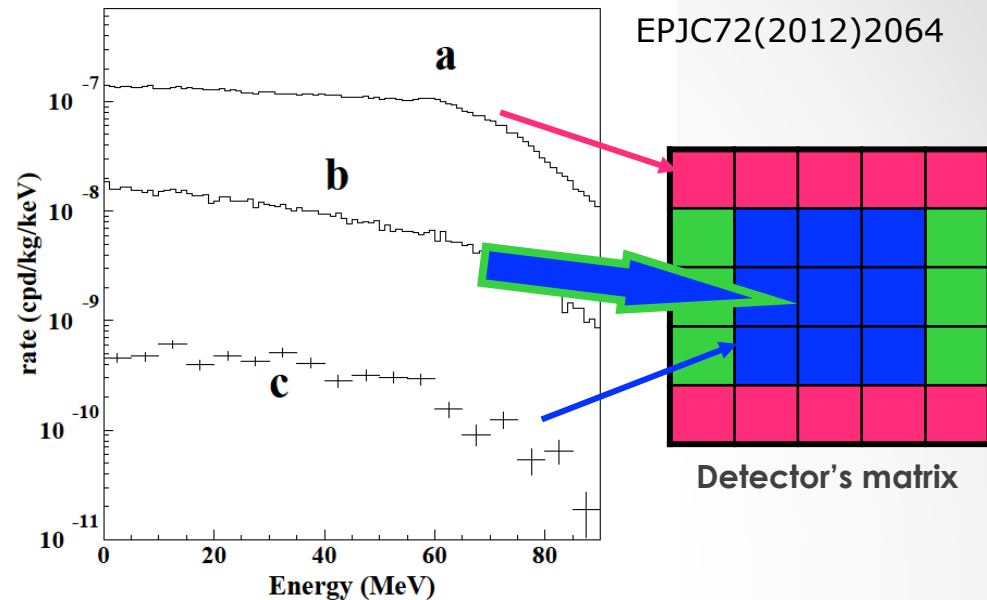 EPJC72(2012)2064
a
b
c
10 -7
10 -8
10 -9
10 -10
10 -11
rate (cpd/kg/keV)
0 20 40 60 80
Energy (MeV)
Detector's matrix